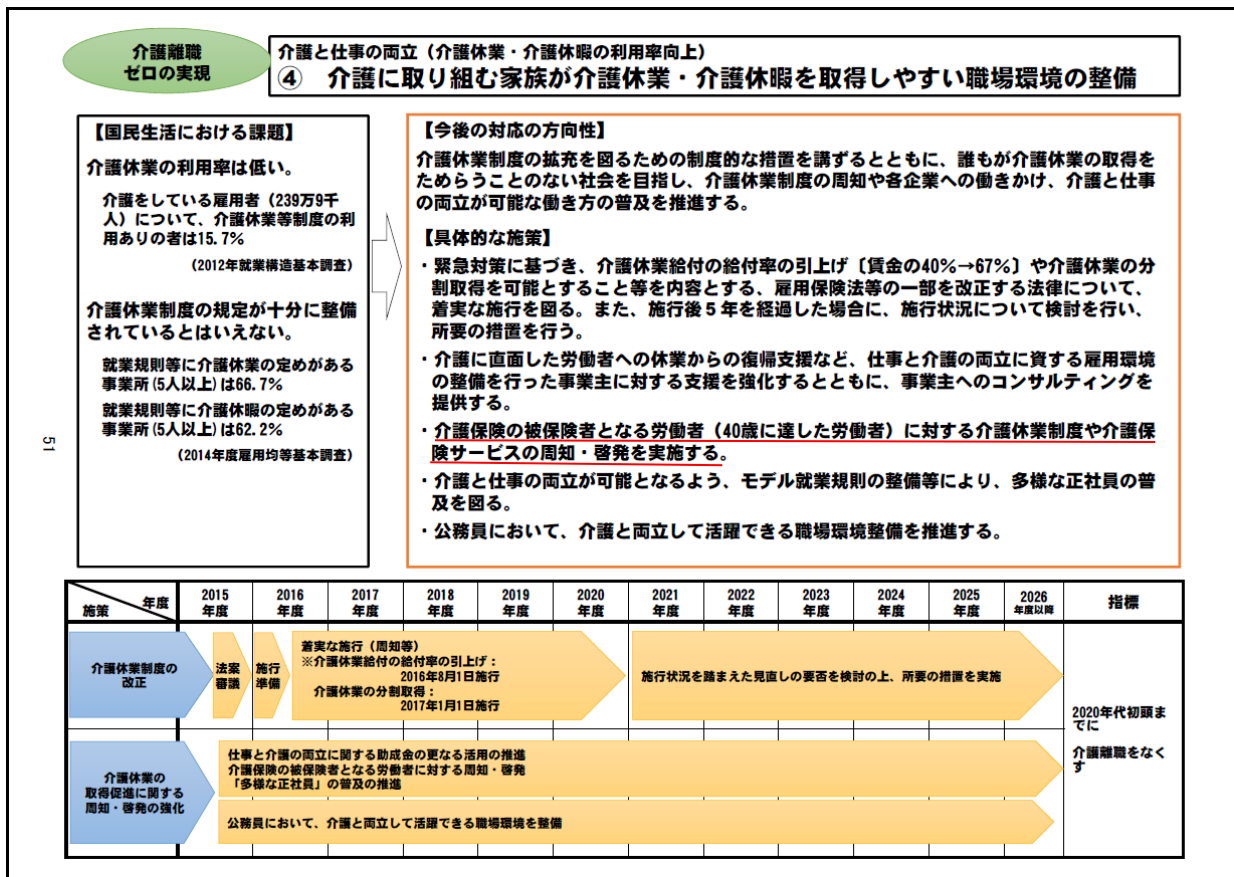 介護離職
ゼロの実現
介護と仕事の両立（介護休業・介護休暇の利用率向上）
④　介護に取り組む家族が介護休業・介護休暇を取得しやすい職場環境の整備
【国民生活における課題】
介護休業の利用率は低い。
介護をしている雇用者（239万9千
人）について、介護休業等制度の利
用ありの者は15.7%
（2012年就業構造基本調査）
介護休業制度の規定が十分に整備
されているとはいえない。
就業規則等に介護休業の定めがある
事業所(5人以上)は66.7%
就業規則等に介護休暇の定めがある
事業所(5人以上)は62.2%
（2014年度雇用均等基本調査）
【今後の対応の方向性】
介護休業制度の拡充を図るための制度的な措置を講ずるとともに、誰もが介護休業の取得を
ためらうことのない社会を目指し、介護休業制度の周知や各企業への働きかけ、介護と仕事
の両立が可能な働き方の普及を推進する。
【具体的な施策】
・緊急対策に基づき、介護休業給付の給付率の引上げ〔賃金の40%→67%〕や介護休業の分
割取得を可能とすること等を内容とする、雇用保険法等の一部を改正する法律について、
着実な施行を図る。また、施行後５年を経過した場合に、施行状況について検討を行い、
所要の措置を行う。
・介護に直面した労働者への休業からの復帰支援など、仕事と介護の両立に資する雇用環境
の整備を行った事業主に対する支援を強化するとともに、事業主へのコンサルティングを
提供する。
・介護保険の被保険者となる労働者（40歳に達した労働者）に対する介護休業制度や介護保
険サービスの周知・啓発を実施する。
・介護と仕事の両立が可能となるよう、モデル就業規則の整備等により、多様な正社員の普
及を図る。
・公務員において、介護と両立して活躍できる職場環境整備を推進する。
51
年度
施策
2015
年度
2016
年度
2017
年度
2018
年度
2019
年度
2020
年度
2021
年度
2022
年度
2023
年度
2024
年度
2025
年度
2026
年度以降
指標
介護休業制度の
改正
法案
審議
施行
準備
着実な施行（周知等）
※介護休業給付の給付率の引上げ：
2016年8月1日施行
介護休業の分割取得：
2017年1月1日施行
施行状況を踏まえた見直しの要否を検討の上、所要の措置を実施
2020年代初頭ま
でに
介護離職をなく
す
介護休業の
取得促進に関する
周知・啓発の強化
仕事と介護の両立に関する助成金の更なる活用の推進
介護保険の被保険者となる労働者に対する周知・啓発
「多様な正社員」の普及の推進
公務員において、介護と両立して活躍できる職場環境を整備